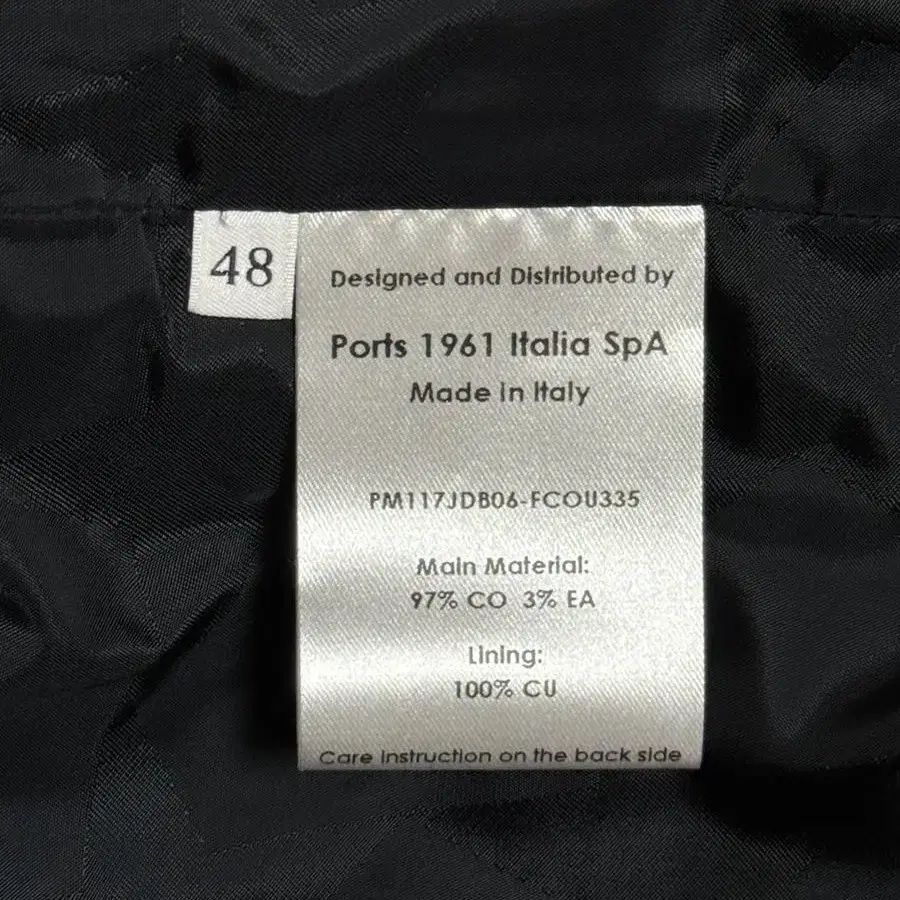 48
Designed and Distributed by
Ports 1961 Italia SpA
Made in Italy
PM117JDB06-FCOU335
Main Material:
97% CO 3% EA
Lining:
100% CU
Care instruction on the back side